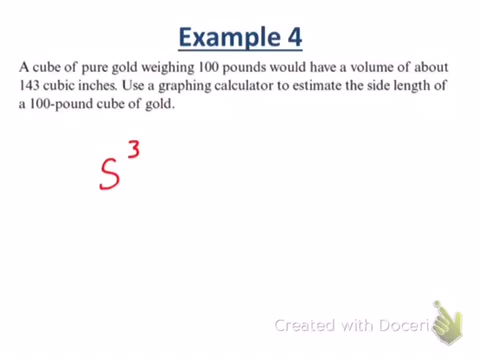 Example 4
A cube of pure gold weighing 100 pounds would have a volume of about
143 cubic inches. Use a graphing calculator to estimate the side length of
a 100-pound cube of gold.
S³
Created with Doceri